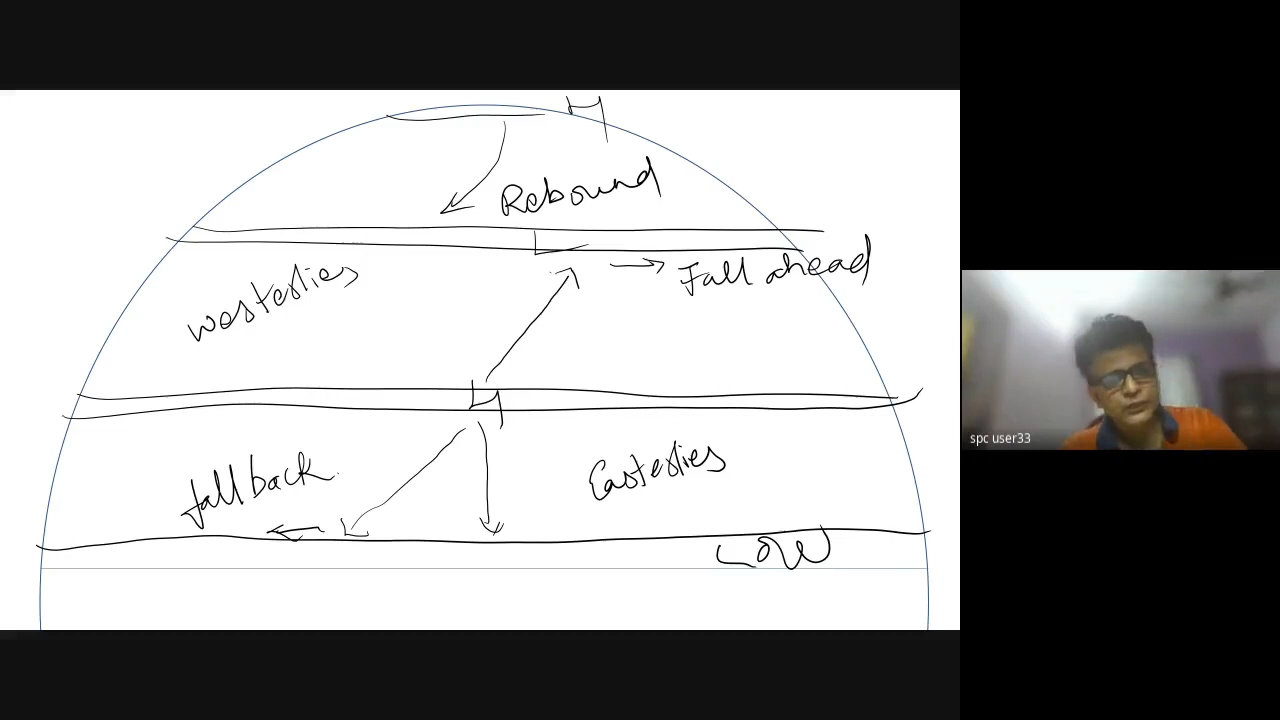 H
Rebound
L
Fall ahead
westerlies
H
fall back
Easterlies
LOW
spc user33